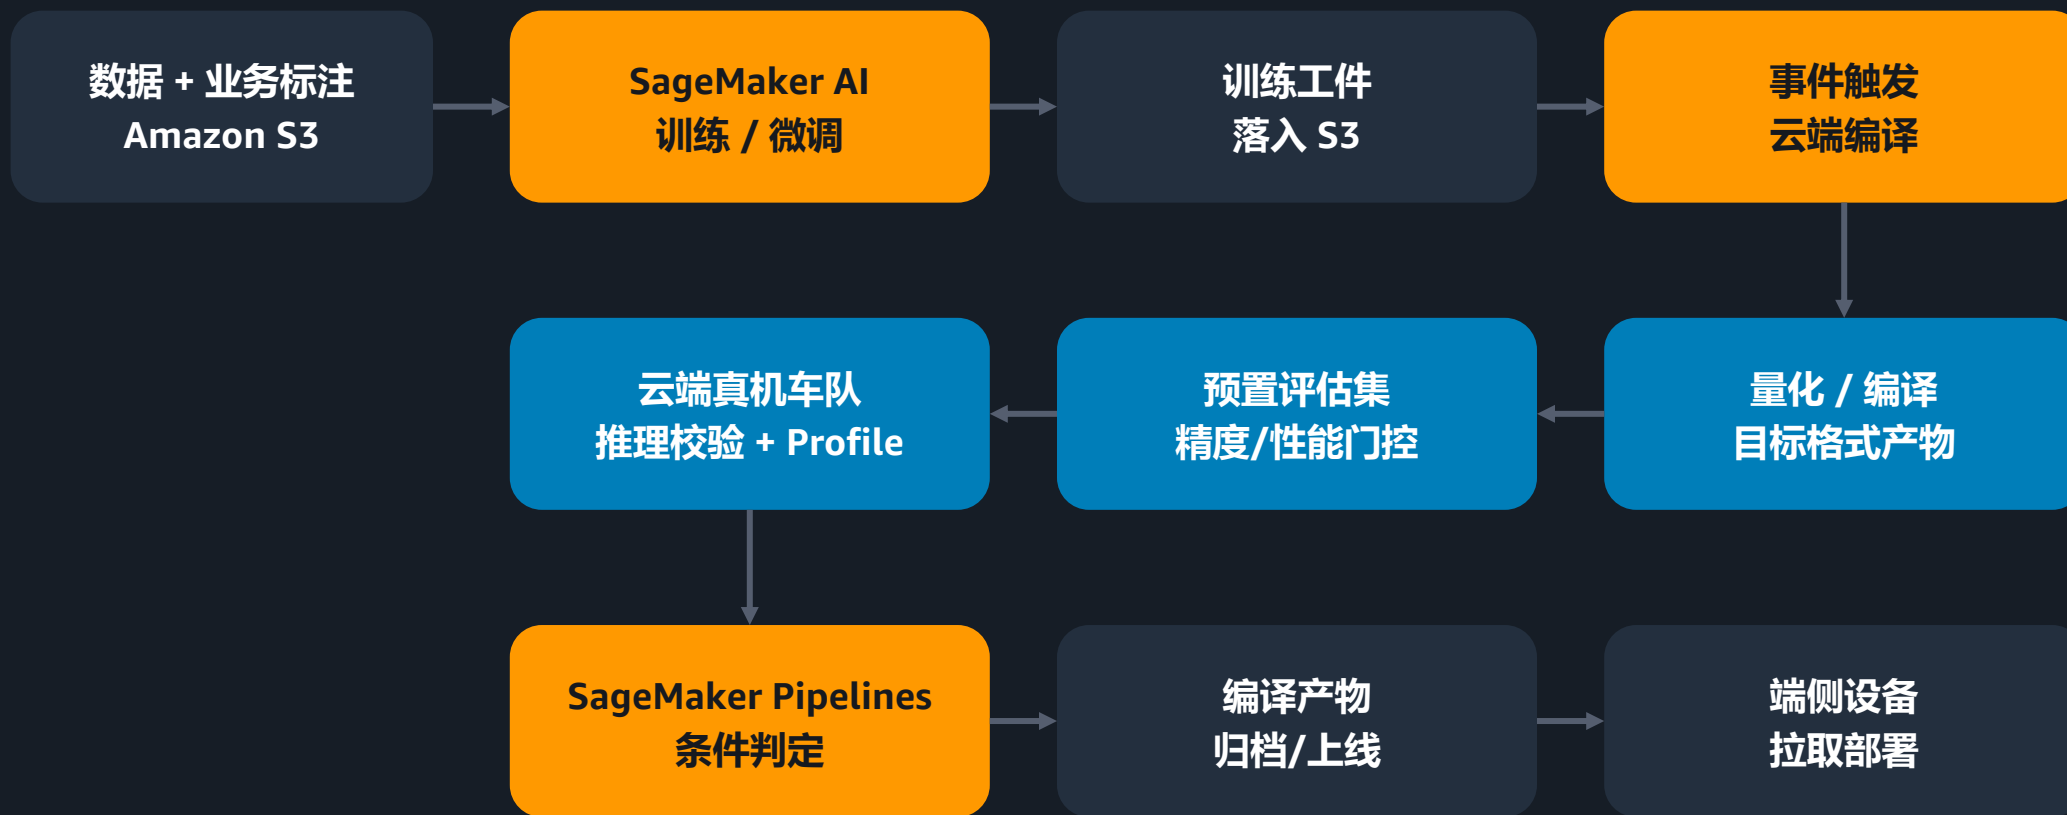 数据 + 业务标注
Amazon S3
SageMaker AI
训练 / 微调
训练工件
落入 S3
事件触发
云端编译
云端真机车队
推理校验 + Profile
预置评估集
精度/性能门控
量化 / 编译
目标格式产物
SageMaker Pipelines
条件判定
编译产物
归档/上线
端侧设备
拉取部署